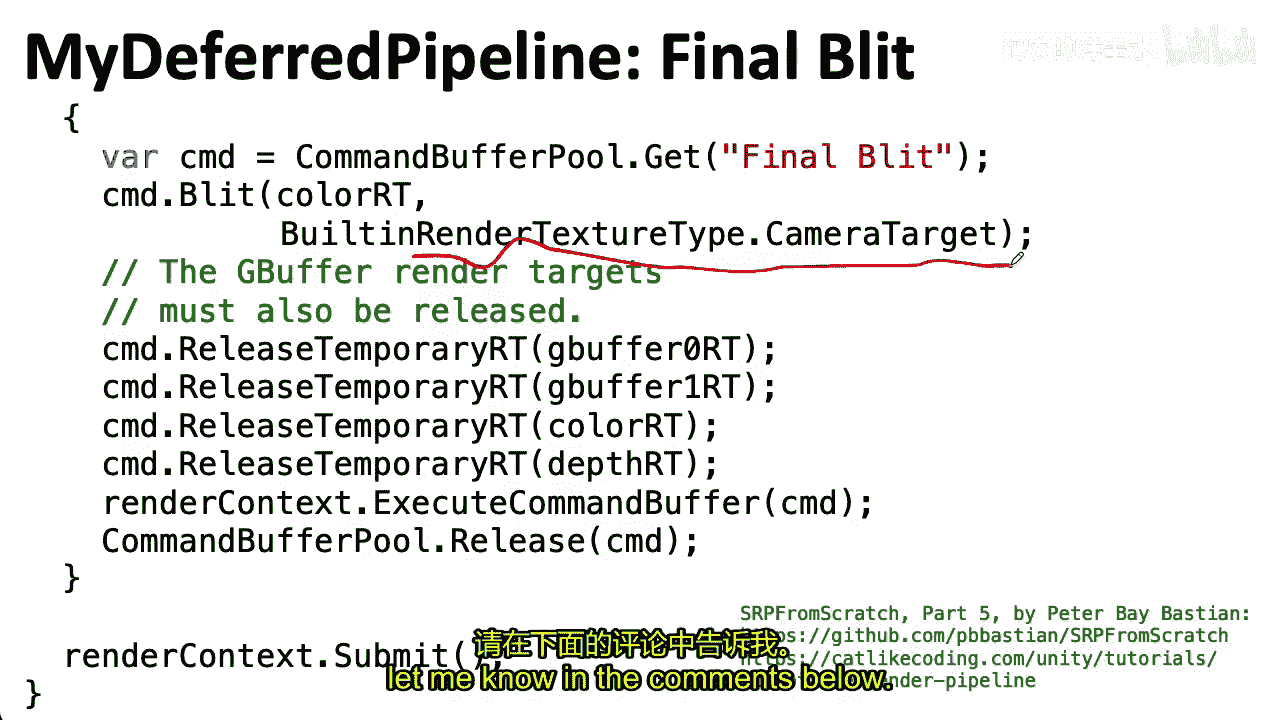 MyDeferredPipeline: Final Blit
{
var cmd = CommandBufferPool.Get("Final Blit");
cmd.Blit(colorRT,
BuiltinRenderTextureType.CameraTarget);
// The GBuffer render targets
// must also be released.
cmd.ReleaseTemporaryRT(gbuffer0RT);
cmd.ReleaseTemporaryRT(gbuffer1RT);
cmd.ReleaseTemporaryRT(colorRT);
cmd.ReleaseTemporaryRT(depthRT);
renderContext.ExecuteCommandBuffer(cmd);
CommandBufferPool.Release(cmd);
}
renderContext.Submit();
}
SRPFromScratch, Part 5, by Peter Bay Bastian:
https://github.com/pbbastian/SRPFromScratch
https://catlikecoding.com/unity/tutorials/
请在下面的评论中告诉我。
let me know in the comments below.